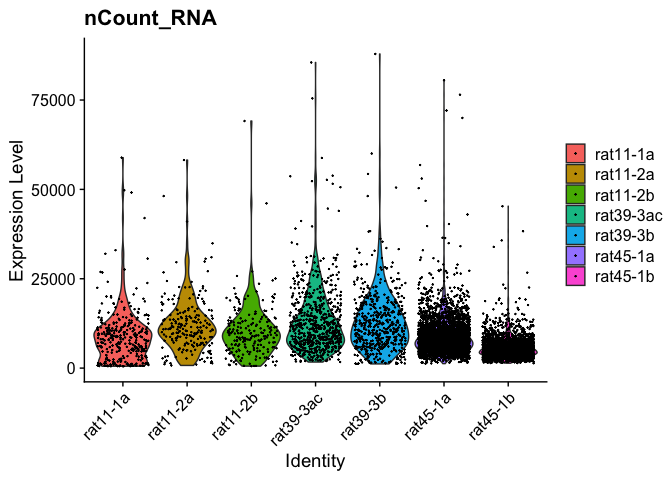 nCount_RNA
Expression Level
75000
50000
25000
0
rat11-1a
rat11-2a
rat11-2b
rat39-3ac
rat39-3b
rat45-1a
rat45-1b
Identity
rat11-1a
rat11-2a
rat11-2b
rat39-3ac
rat39-3b
rat45-1a
rat45-1b